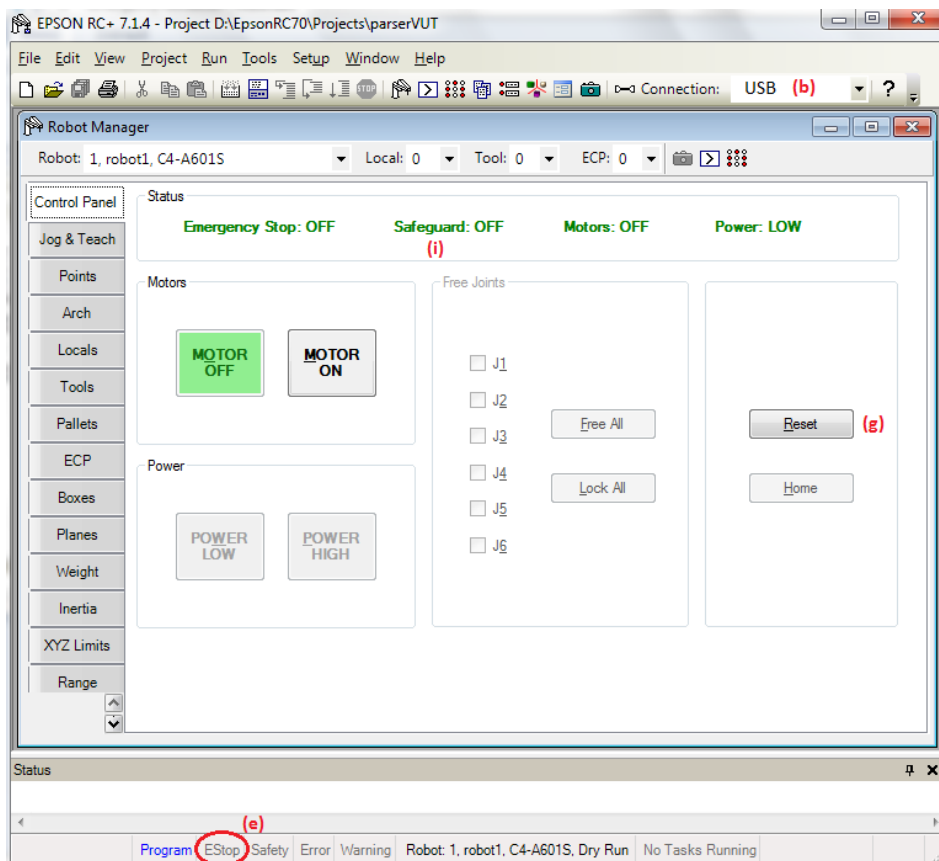 EPSON RC+ 7.1.4 - Project D:\EpsonRC70\Projects\parserVUT
File Edit View Project Run Tools Setup Window Help
STOP Connection: USB (b) ?
Robot Manager
Robot: 1, robot1, C4-A601S Local: 0 Tool: 0 ECP: 0
Control Panel
Jog & Teach
Points
Arch
Locals
Tools
Pallets
ECP
Boxes
Planes
Weight
Inertia
XYZ Limits
Range
Status
Emergency Stop: OFF Safeguard: OFF Motors: OFF Power: LOW
(i)
Motors
MOTOR
OFF
MOTOR
ON
Power
POWER
LOW
POWER
HIGH
Free Joints
J1
J2
J3
J4
J5
J6
Free All
Lock All
Reset (g)
Home
Status
(e)
Program EStop Safety Error Warning Robot: 1, robot1, C4-A601S, Dry Run No Tasks Running